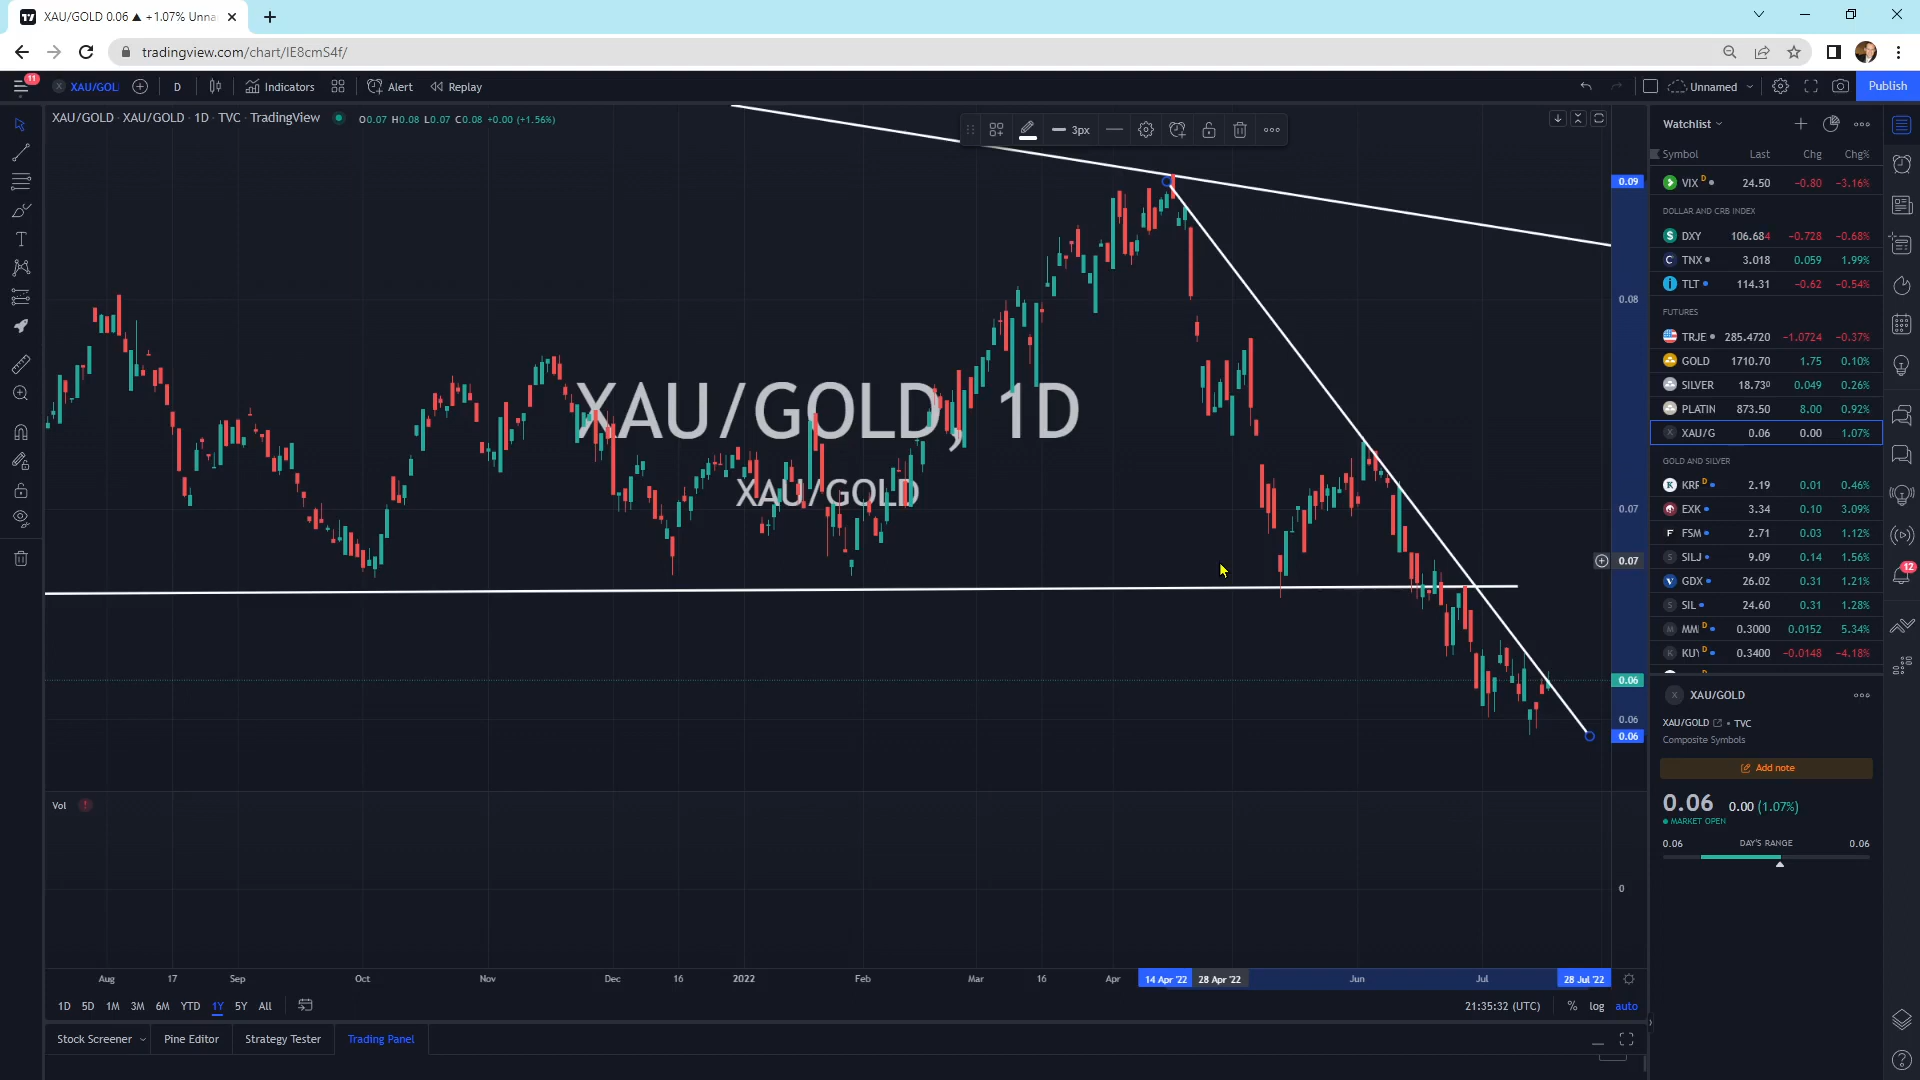 XAU/GOLD 0.06 ▲ +1.07% Unna
tradingview.com/chart/IE8cmS4f/
11
XAU/GOL
D
Indicators
Alert
Replay
Unnamed
Publish
XAU/GOLD · XAU/GOLD · 1D · TVC · TradingView
O0.07 H0.08 L0.07 C0.08 +0.00 (+1.56%)
3px
XAU/GOLD, 1D
XAU/GOLD
0.09
0.08
0.07
0.07
0.06
0.06
0.06
Vol
0
Aug 17 Sep Oct Nov Dec 16 2022 Feb Mar 16 Apr 14 Apr '22 28 Apr '22 Jun Jul 28 Jul '22
1D 5D 1M 3M 6M YTD 1Y 5Y All
21:35:32 (UTC) % log auto
Stock Screener Pine Editor Strategy Tester Trading Panel
Watchlist
Symbol Last Chg Chg%
VIX D 24.50 −0.80 −3.16%
DOLLAR AND CRB INDEX
DXY 106.684 −0.728 −0.68%
TNX 3.018 0.059 1.99%
TLT 114.31 −0.62 −0.54%
FUTURES
TRJE 285.4720 −1.0724 −0.37%
GOLD 1710.70 1.75 0.10%
SILVER 18.730 0.049 0.26%
PLATIN 873.50 8.00 0.92%
XAU/G 0.06 0.00 1.07%
GOLD AND SILVER
KRF D 2.19 0.01 0.46%
EXK 3.34 0.10 3.09%
FSM 2.71 0.03 1.12%
SILJ 9.09 0.14 1.56%
GDX 26.02 0.31 1.21%
SIL 24.60 0.31 1.28%
MM D 0.3000 0.0152 5.34%
KUY D 0.3400 −0.0148 −4.18%
XAU/GOLD
XAU/GOLD • TVC
Composite Symbols
Add note
0.06 0.00 (1.07%)
MARKET OPEN
0.06 DAY'S RANGE 0.06
12